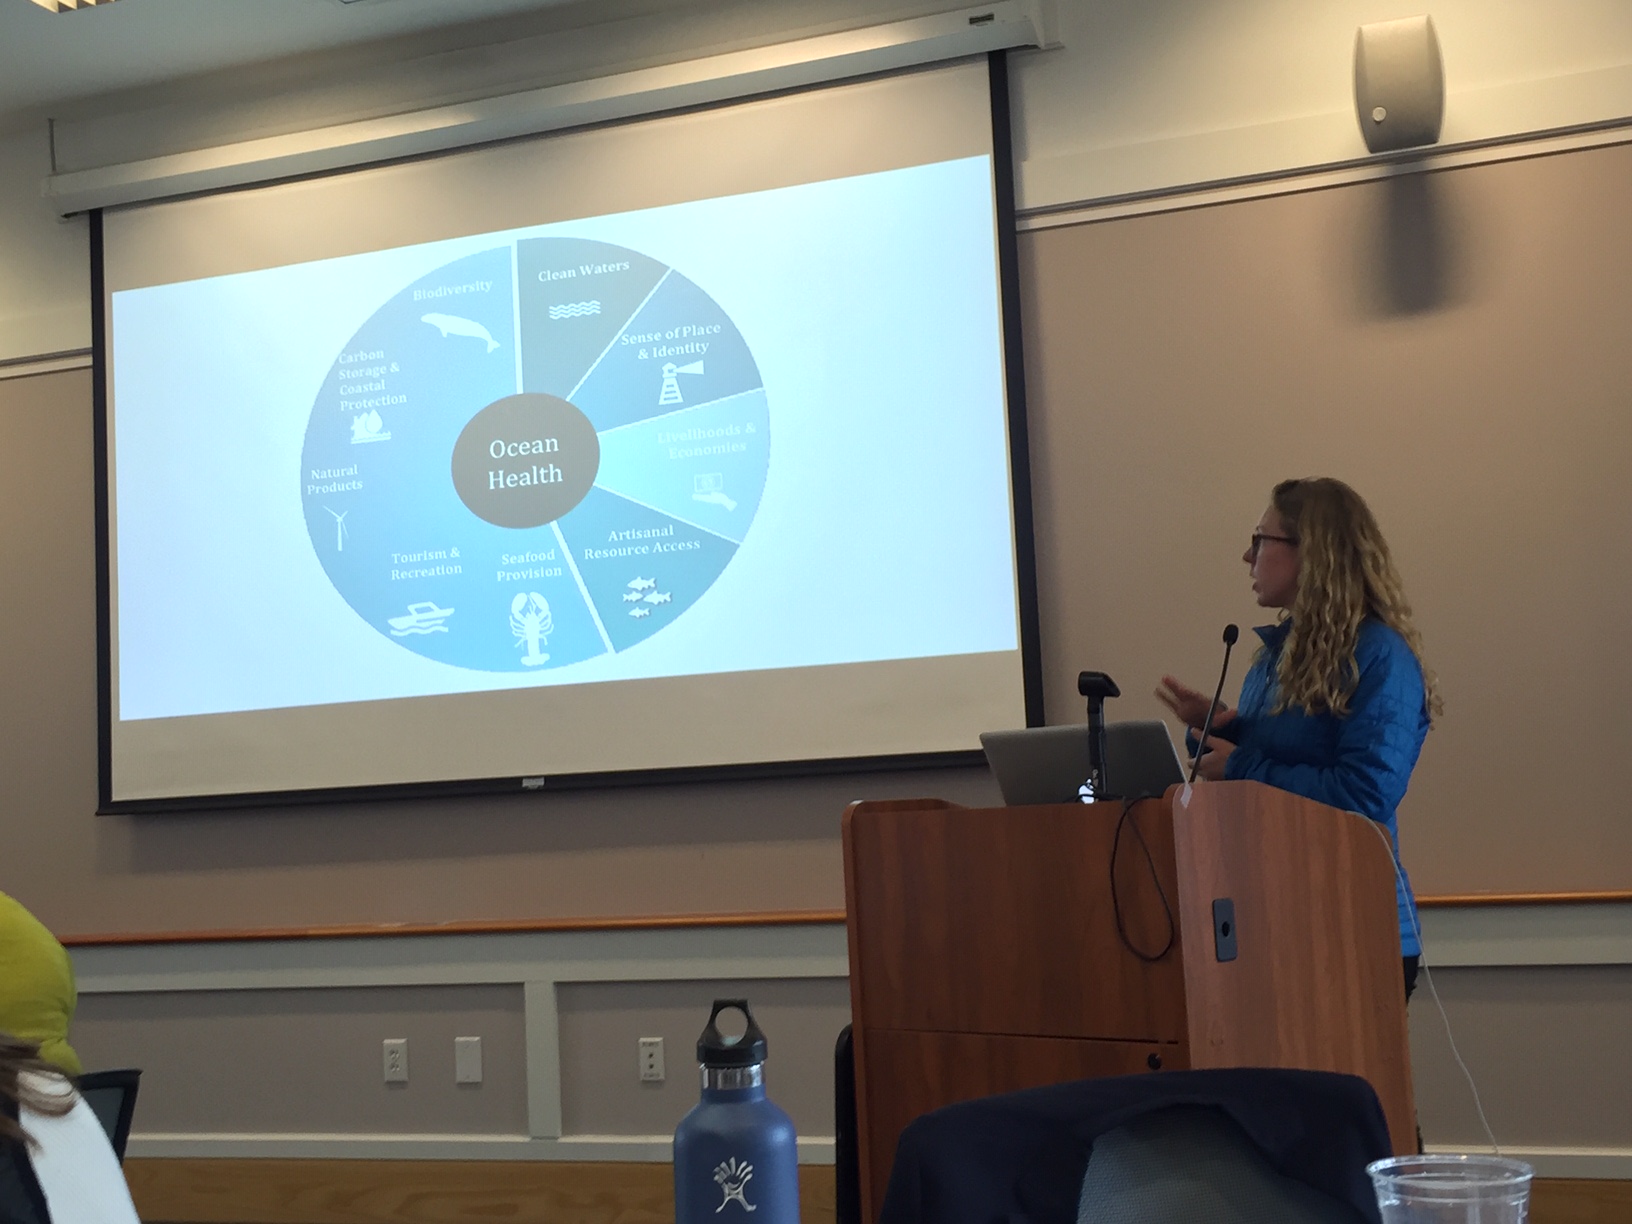 Clean Waters
Biodiversity
Sense of Place
& Identity
Carbon
Storage &
Coastal
Protection
Livelihoods &
Economies
Ocean
Health
Natural
Products
Artisanal
Resource Access
Tourism &
Recreation
Seafood
Provision